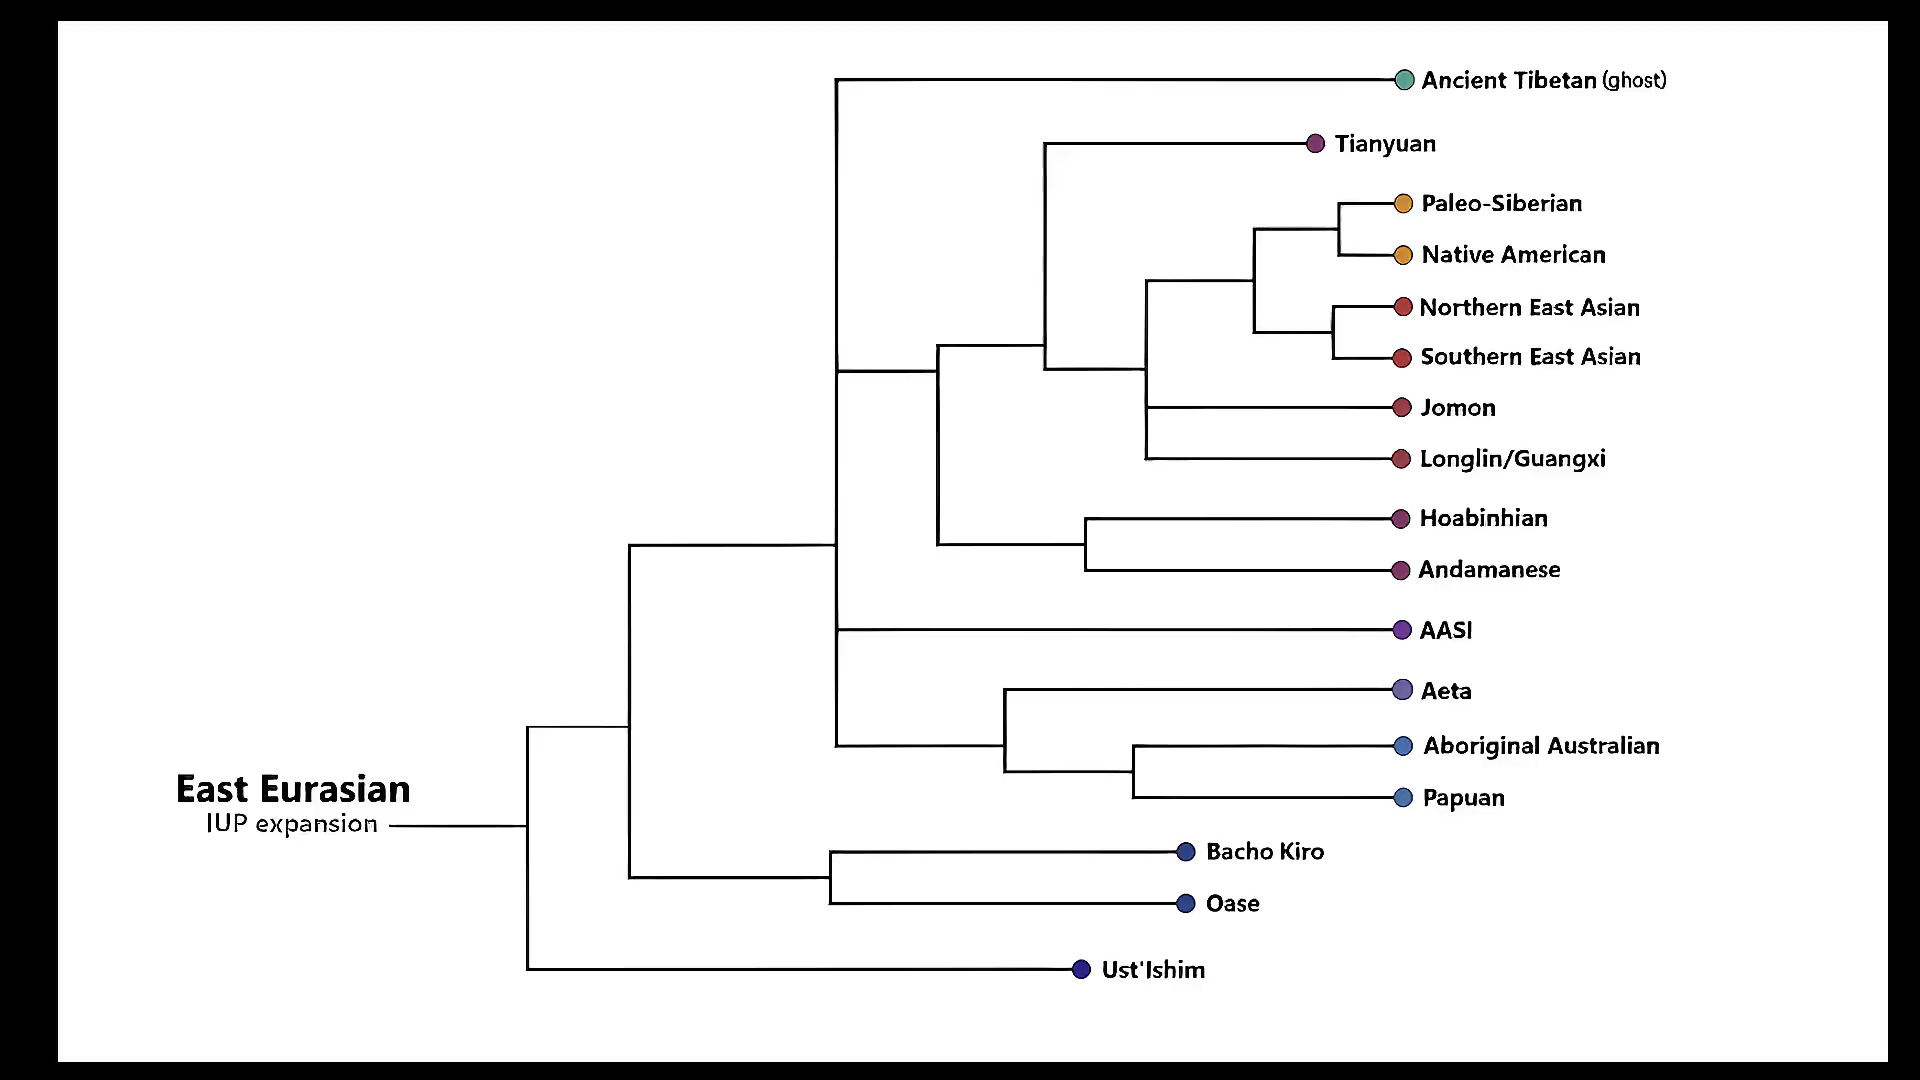 Ancient Tibetan (ghost)
Tianyuan
Paleo-Siberian
Native American
Northern East Asian
Southern East Asian
Jomon
Longlin/Guangxi
Hoabinhian
Andamanese
AASI
Aeta
Aboriginal Australian
Papuan
East Eurasian
IUP expansion
Bacho Kiro
Oase
Ust'Ishim